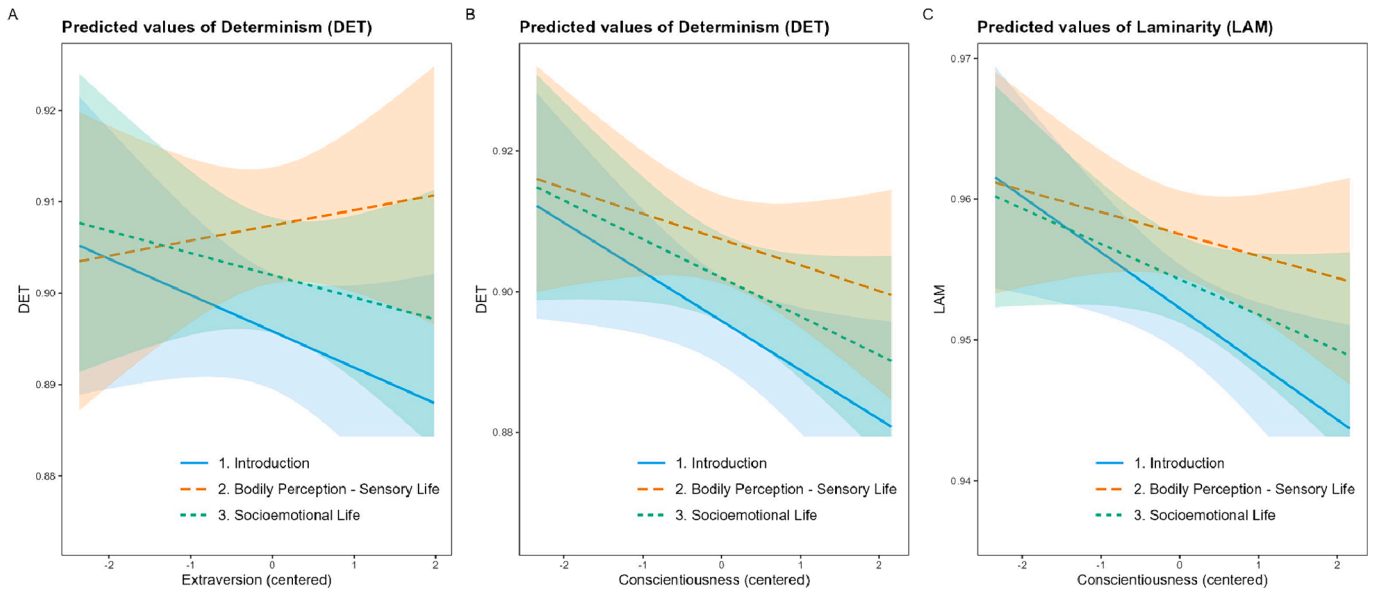 A
Predicted values of Determinism (DET)
0.92
0.91
0.90
0.89
0.88
DET
1. Introduction
2. Bodily Perception - Sensory Life
3. Socioemotional Life
-2 -1 0 1 2
Extraversion (centered)
B
Predicted values of Determinism (DET)
0.92
0.90
0.88
DET
1. Introduction
2. Bodily Perception - Sensory Life
3. Socioemotional Life
-2 -1 0 1 2
Conscientiousness (centered)
C
Predicted values of Laminarity (LAM)
0.97
0.96
0.95
0.94
LAM
1. Introduction
2. Bodily Perception - Sensory Life
3. Socioemotional Life
-2 -1 0 1 2
Conscientiousness (centered)